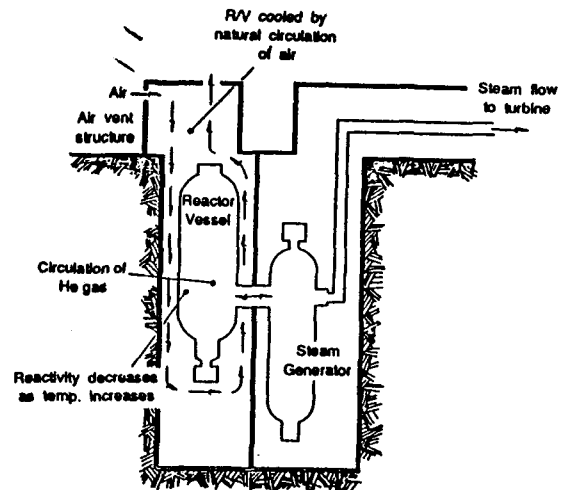 R/V cooled by
natural circulation
of air
Air
Air vent
structure
Steam flow
to turbine
Reactor
Vessel
Circulation of
He gas
Steam
Generator
Reactivity decreases
as temp. increases